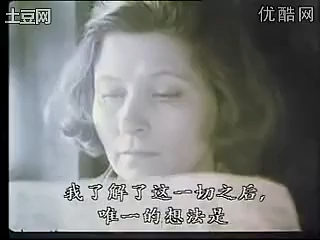 土豆网
优酷网
我了解了这一切之后,
唯一的想法是